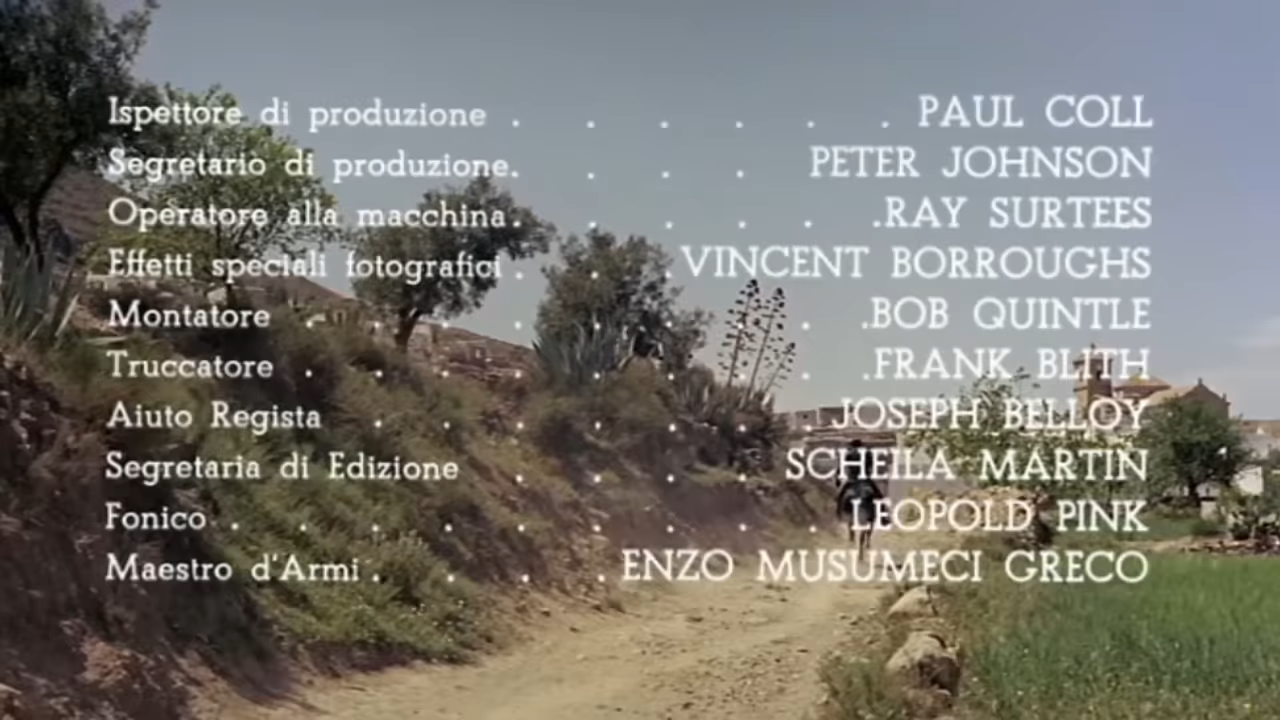 Ispettore di produzione . . . . . . PAUL COLL
Segretario di produzione. . . . PETER JOHNSON
Operatore alla macchina. . . . . .RAY SURTEES
Effetti speciali fotografici . . .VINCENT BORROUGHS
Montatore . . . . . . . . .BOB QUINTLE
Truccatore . . . . . . . . .FRANK BLITH
Aiuto Regista . . . . . . . JOSEPH BELLOY
Segretaria di Edizione . . . . SCHEILA MARTIN
Fonico . . . . . . . . . LEOPOLD PINK
Maestro d'Armi . . . . ENZO MUSUMECI GRECO